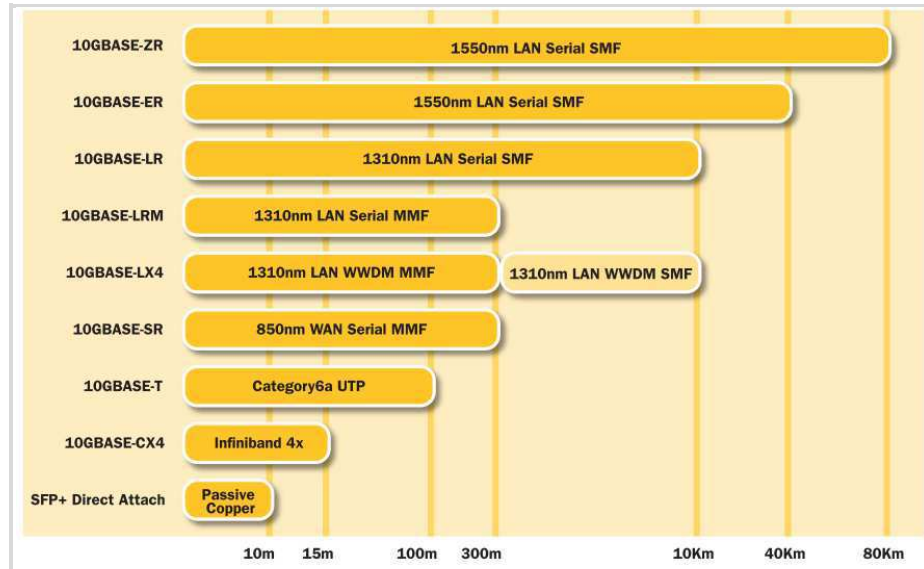 10GBASE-ZR 1550nm LAN Serial SMF
10GBASE-ER 1550nm LAN Serial SMF
10GBASE-LR 1310nm LAN Serial SMF
10GBASE-LRM 1310nm LAN Serial MMF
10GBASE-LX4 1310nm LAN WWDM MMF 1310nm LAN WWDM SMF
10GBASE-SR 850nm WAN Serial MMF
10GBASE-T Category6a UTP
10GBASE-CX4 Infiniband 4x
SFP+ Direct Attach Passive
Copper
10m 15m 100m 300m 10Km 40Km 80Km